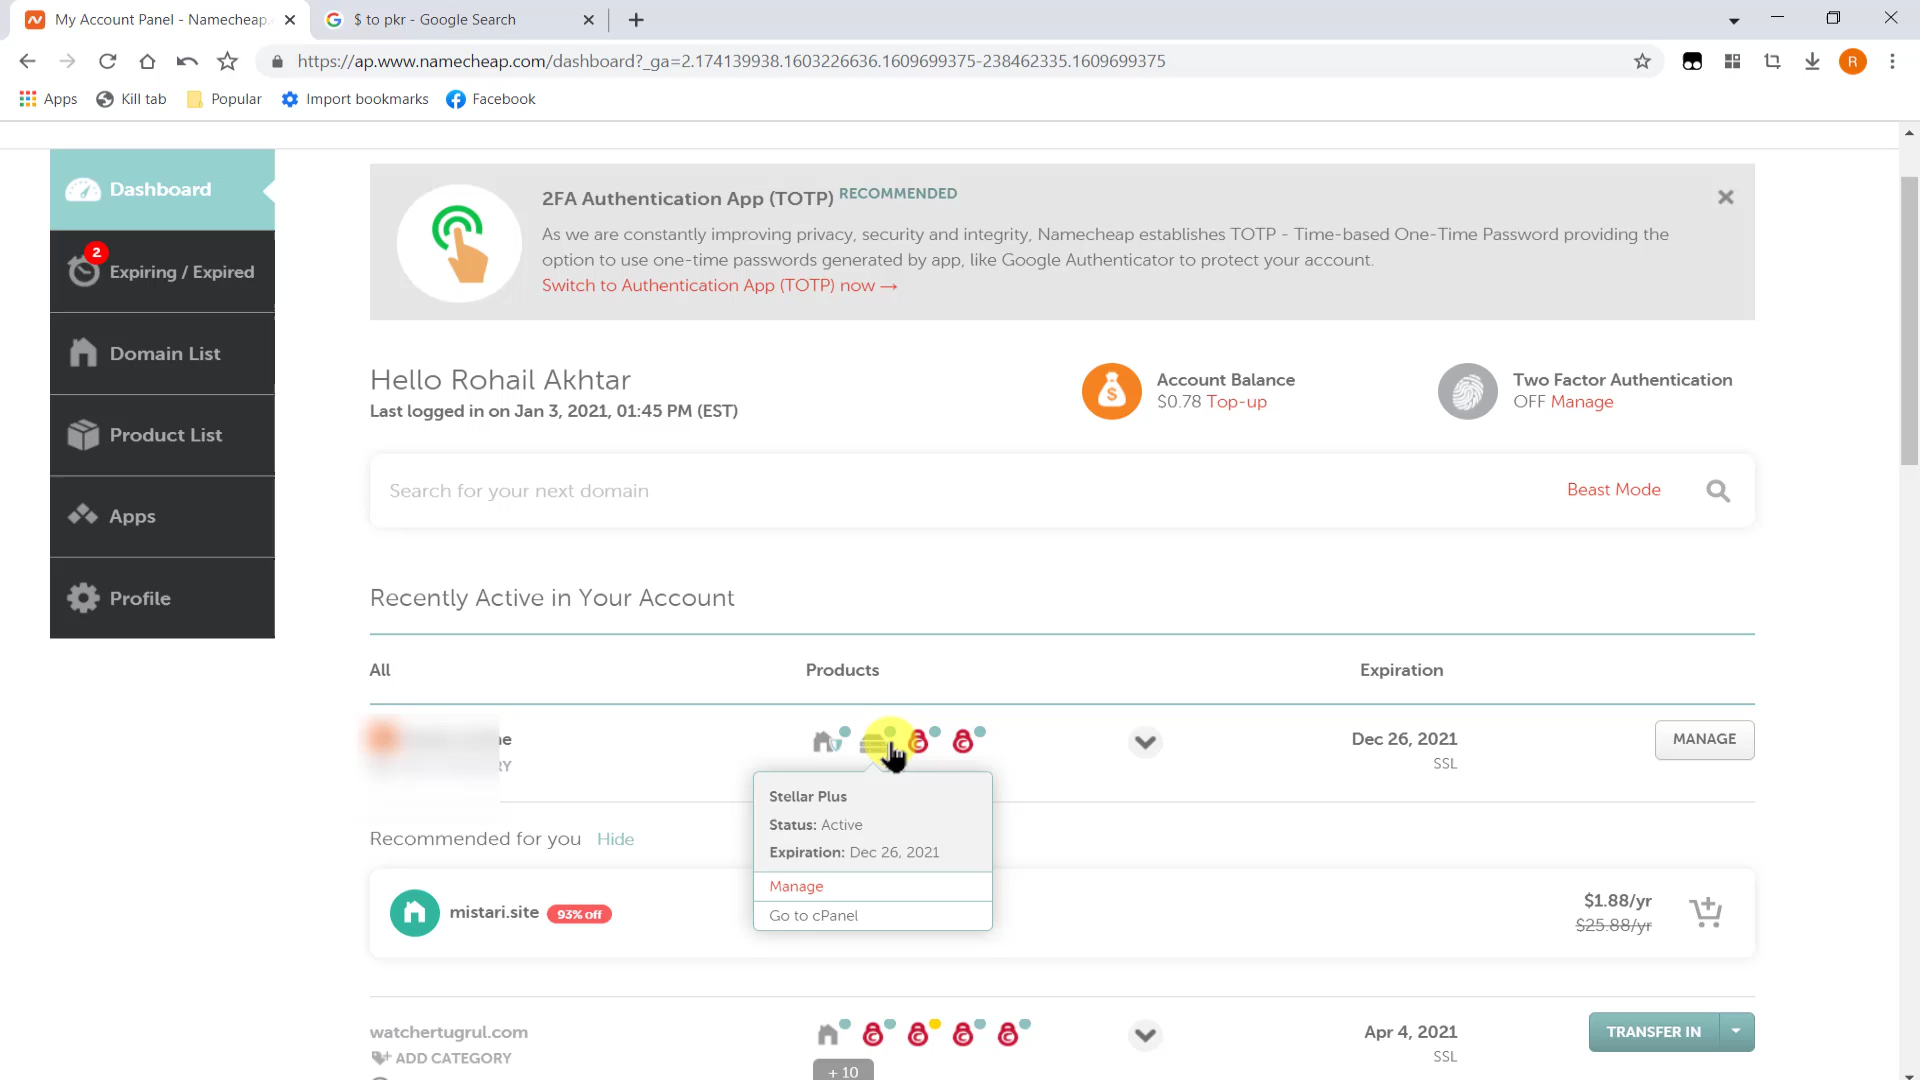 My Account Panel - Namecheap.
$ to pkr - Google Search
https://ap.www.namecheap.com/dashboard?_ga=2.174139938.1603226636.1609699375-238462335.1609699375
R
Apps
Kill tab
Popular
Import bookmarks
Facebook
Dashboard
2
Expiring / Expired
Domain List
Product List
Apps
Profile
2FA Authentication App (TOTP) RECOMMENDED
As we are constantly improving privacy, security and integrity, Namecheap establishes TOTP - Time-based One-Time Password providing the
option to use one-time passwords generated by app, like Google Authenticator to protect your account.
Switch to Authentication App (TOTP) now →
Hello Rohail Akhtar
Last logged in on Jan 3, 2021, 01:45 PM (EST)
Account Balance
$0.78 Top-up
Two Factor Authentication
OFF Manage
Search for your next domain
Beast Mode
Recently Active in Your Account
All
Products
Expiration
Dec 26, 2021
SSL
MANAGE
Stellar Plus
Status: Active
Expiration: Dec 26, 2021
Manage
Go to cPanel
Recommended for you Hide
mistari.site 93% off
$1.88/yr
$25.88/yr
watchertugrul.com
ADD CATEGORY
+ 10
Apr 4, 2021
SSL
TRANSFER IN